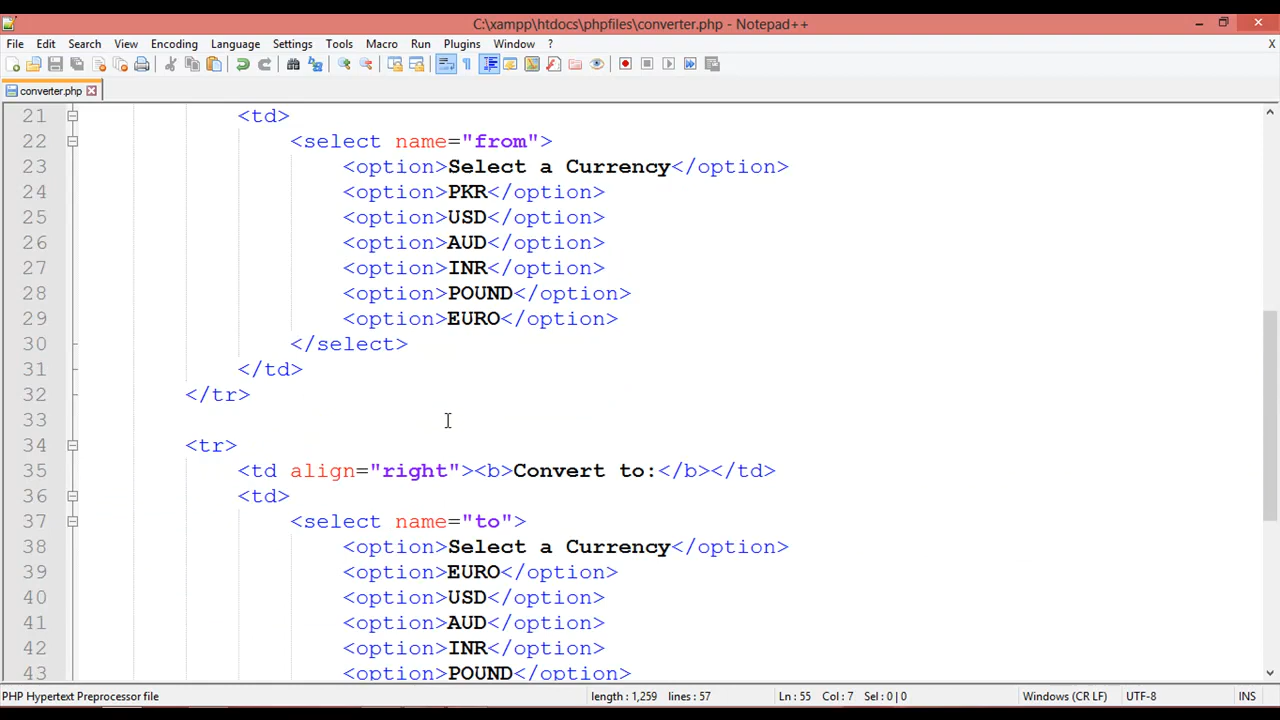 C:\xampp\htdocs\phpfiles\converter.php - Notepad++
File Edit Search View Encoding Language Settings Tools Macro Run Plugins Window ? X
converter.php
21 <td>
22 <select name="from">
23 <option>Select a Currency</option>
24 <option>PKR</option>
25 <option>USD</option>
26 <option>AUD</option>
27 <option>INR</option>
28 <option>POUND</option>
29 <option>EURO</option>
30 </select>
31 </td>
32 </tr>
33
34 <tr>
35 <td align="right"><b>Convert to:</b></td>
36 <td>
37 <select name="to">
38 <option>Select a Currency</option>
39 <option>EURO</option>
40 <option>USD</option>
41 <option>AUD</option>
42 <option>INR</option>
43 <option>POUND</option>
PHP Hypertext Preprocessor file length : 1,259 lines : 57 Ln : 55 Col : 7 Sel : 0 | 0 Windows (CR LF) UTF-8 INS